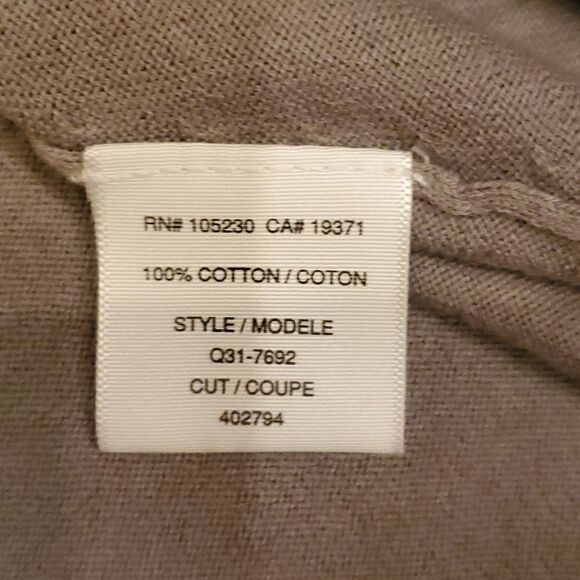 RN# 105230 CA# 19371
100% COTTON / COTON
STYLE / MODELE
Q31-7692
CUT / COUPE
402794